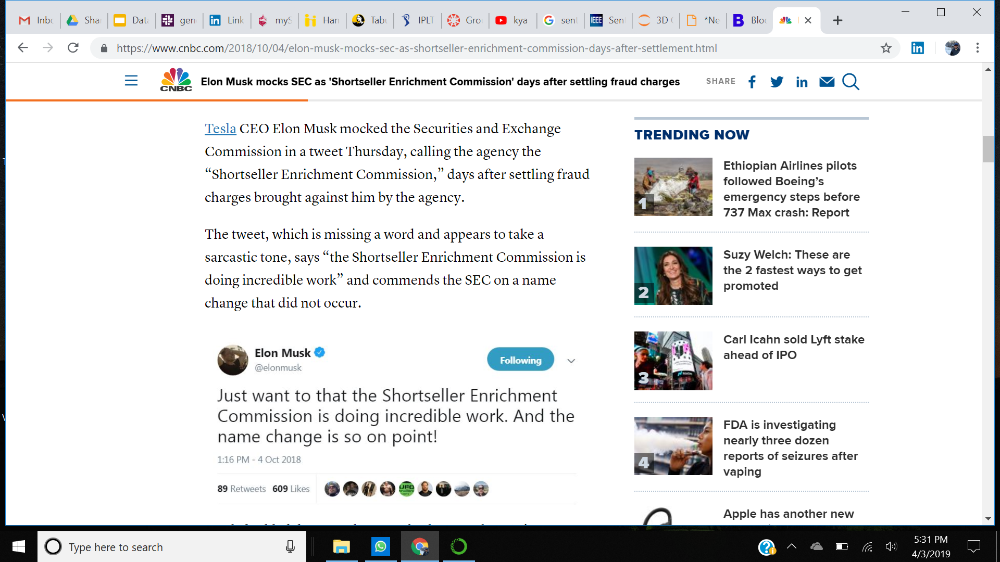 Inbc
Shar
Data
gen
Link
myS
Han
Tabu
IPLT
Gro
kya
sent
Sent
3D
*Ne
Bloc
https://www.cnbc.com/2018/10/04/elon-musk-mocks-sec-as-shortseller-enrichment-commission-days-after-settlement.html
CNBC
Elon Musk mocks SEC as 'Shortseller Enrichment Commission' days after settling fraud charges
SHARE
Tesla CEO Elon Musk mocked the Securities and Exchange
Commission in a tweet Thursday, calling the agency the
“Shortseller Enrichment Commission,” days after settling fraud
charges brought against him by the agency.
The tweet, which is missing a word and appears to take a
sarcastic tone, says “the Shortseller Enrichment Commission is
doing incredible work” and commends the SEC on a name
change that did not occur.
Elon Musk
@elonmusk
Following
Just want to that the Shortseller Enrichment
Commission is doing incredible work. And the
name change is so on point!
1:16 PM - 4 Oct 2018
89 Retweets 609 Likes
TRENDING NOW
1
Ethiopian Airlines pilots
followed Boeing’s
emergency steps before
737 Max crash: Report
2
Suzy Welch: These are
the 2 fastest ways to get
promoted
3
Carl Icahn sold Lyft stake
ahead of IPO
4
FDA is investigating
nearly three dozen
reports of seizures after
vaping
Apple has another new
Type here to search
5:31 PM
4/3/2019